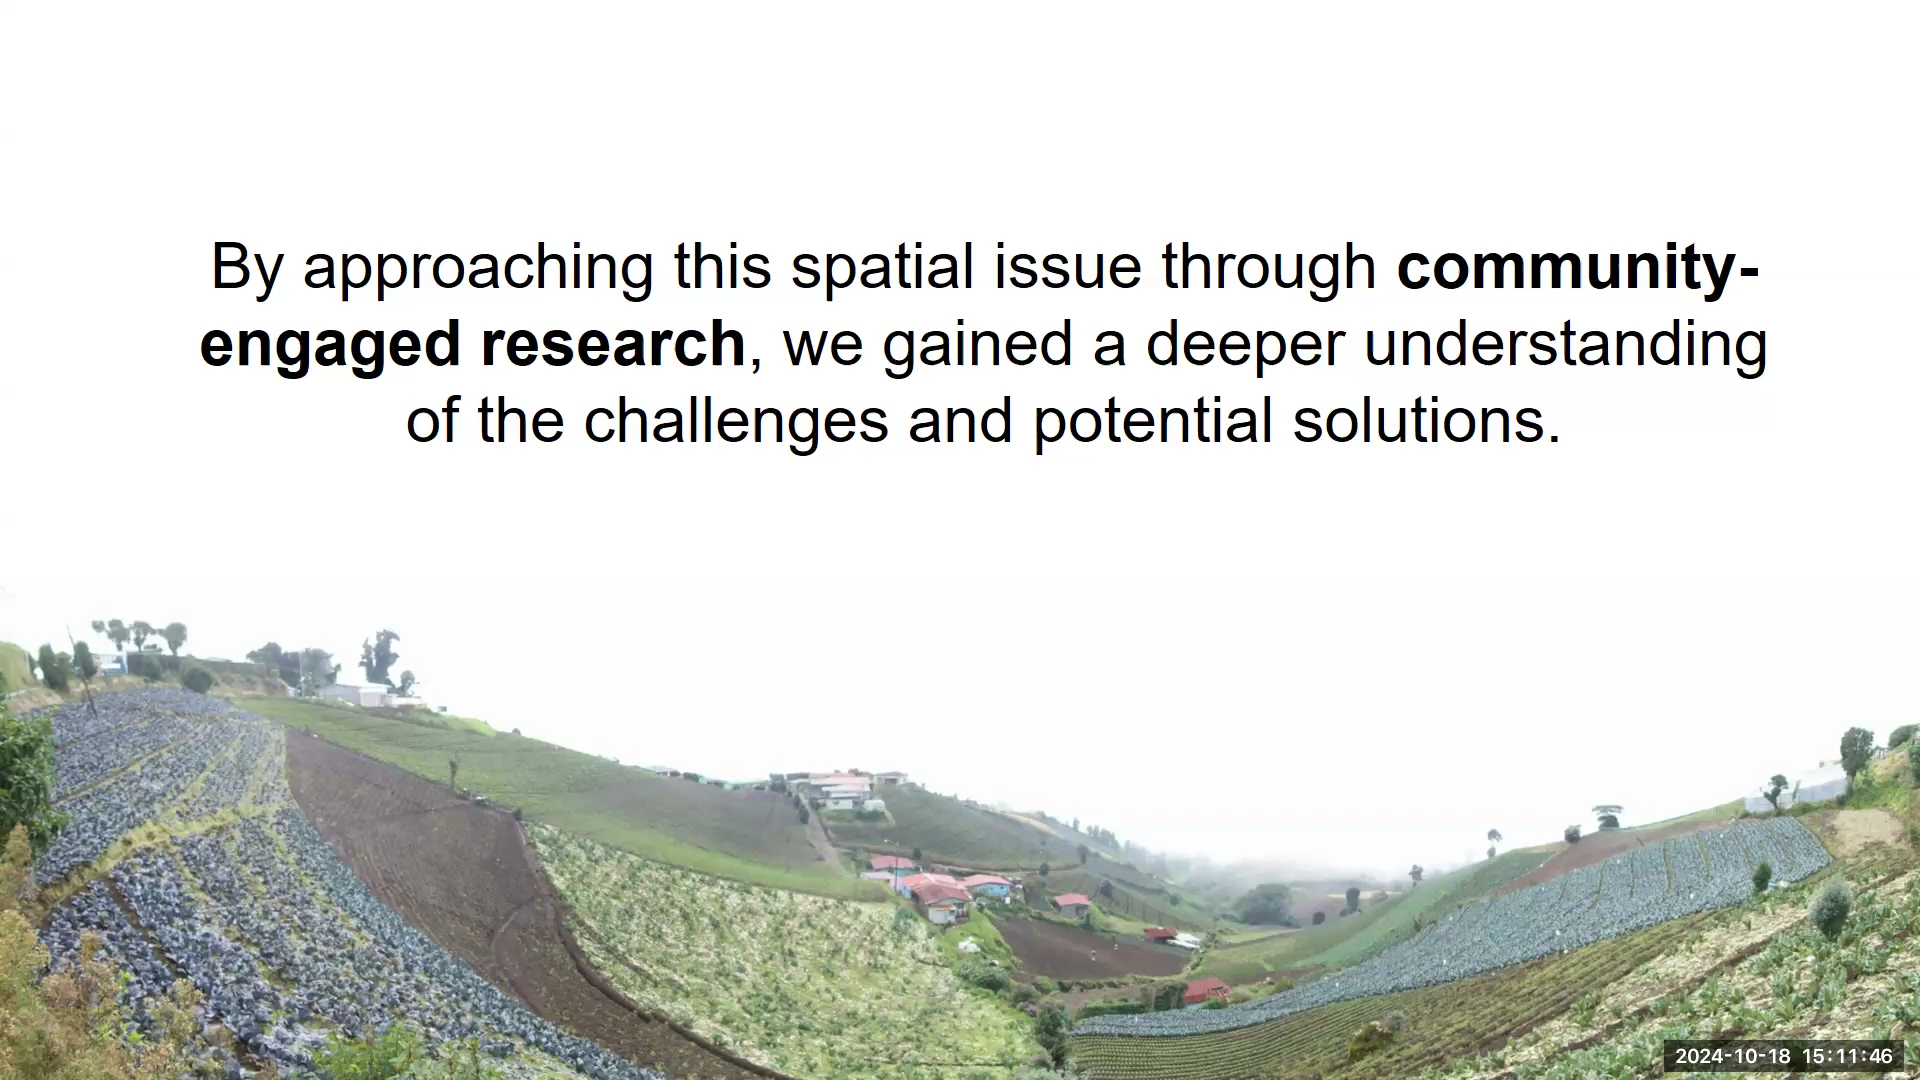 By approaching this spatial issue through community-
engaged research, we gained a deeper understanding
of the challenges and potential solutions.
2024-10-18 15:11:46